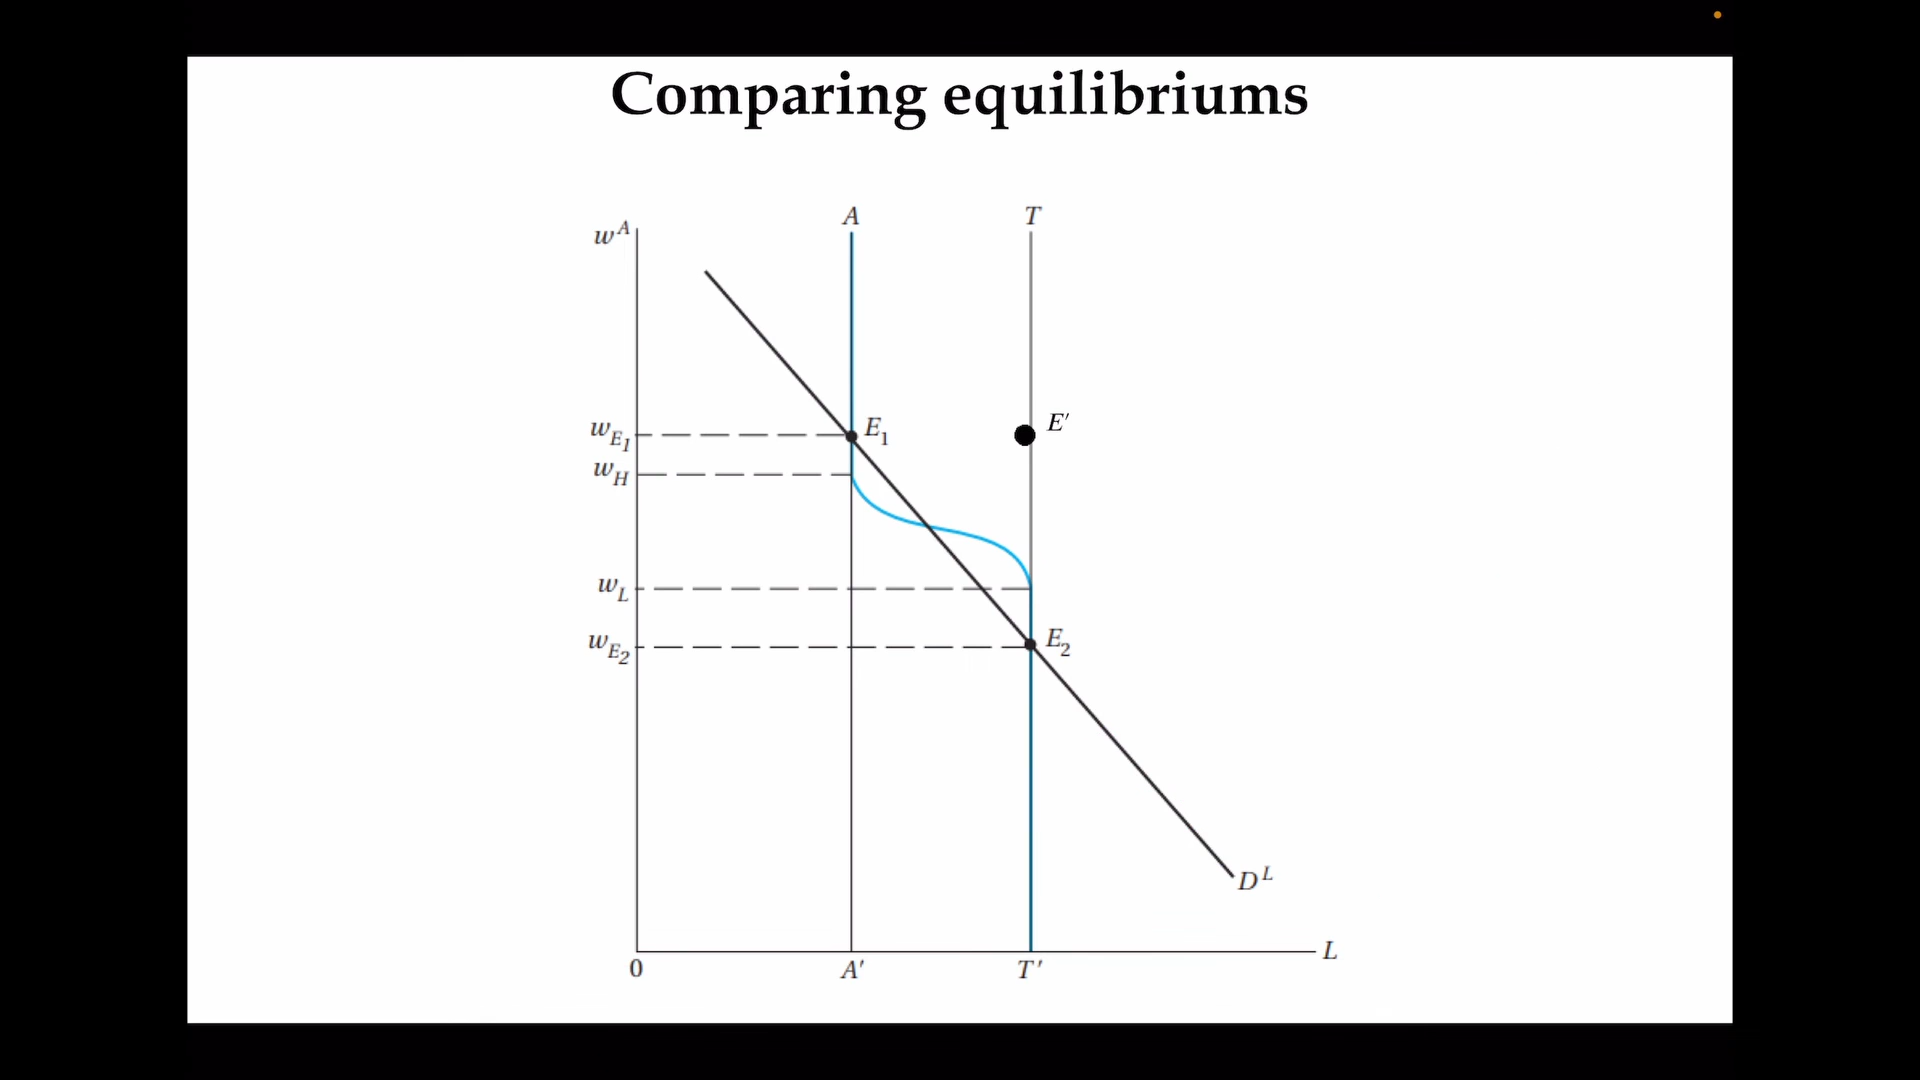 Comparing equilibriums
A T
w^A
w_{E_1} E_1 E′
w_H
w_L
w_{E_2} E_2
D^L
L
0 A′ T′